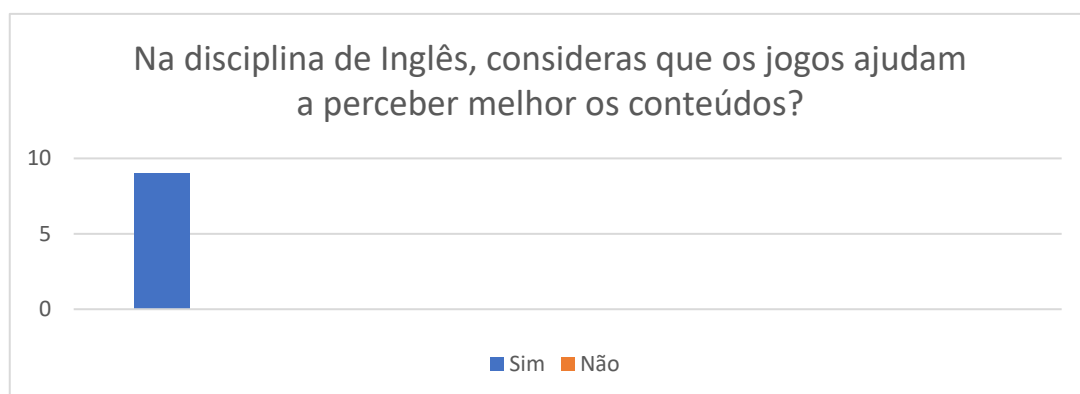 Na disciplina de Inglês, consideras que os jogos ajudam
a perceber melhor os conteúdos?
10
5
0
Sim Não